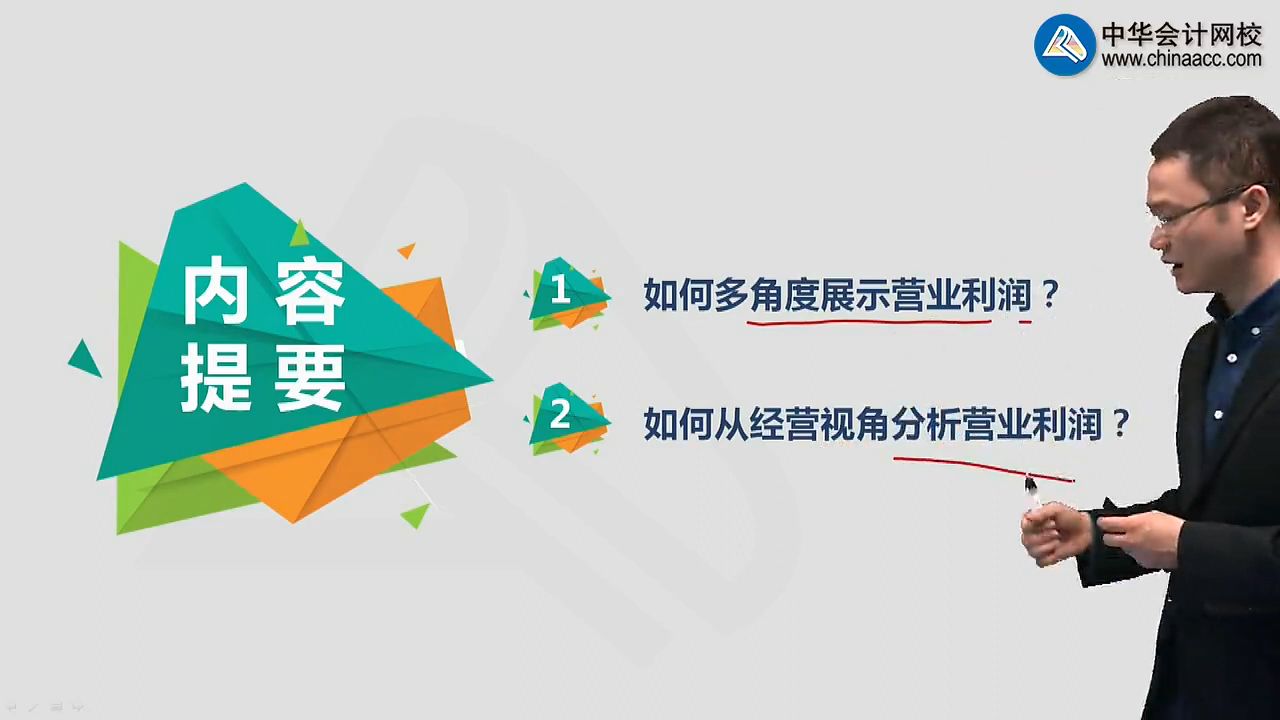 中华会计网校
www.chinaacc.com
内容
提要
1 如何多角度展示营业利润？
2 如何从经营视角分析营业利润？